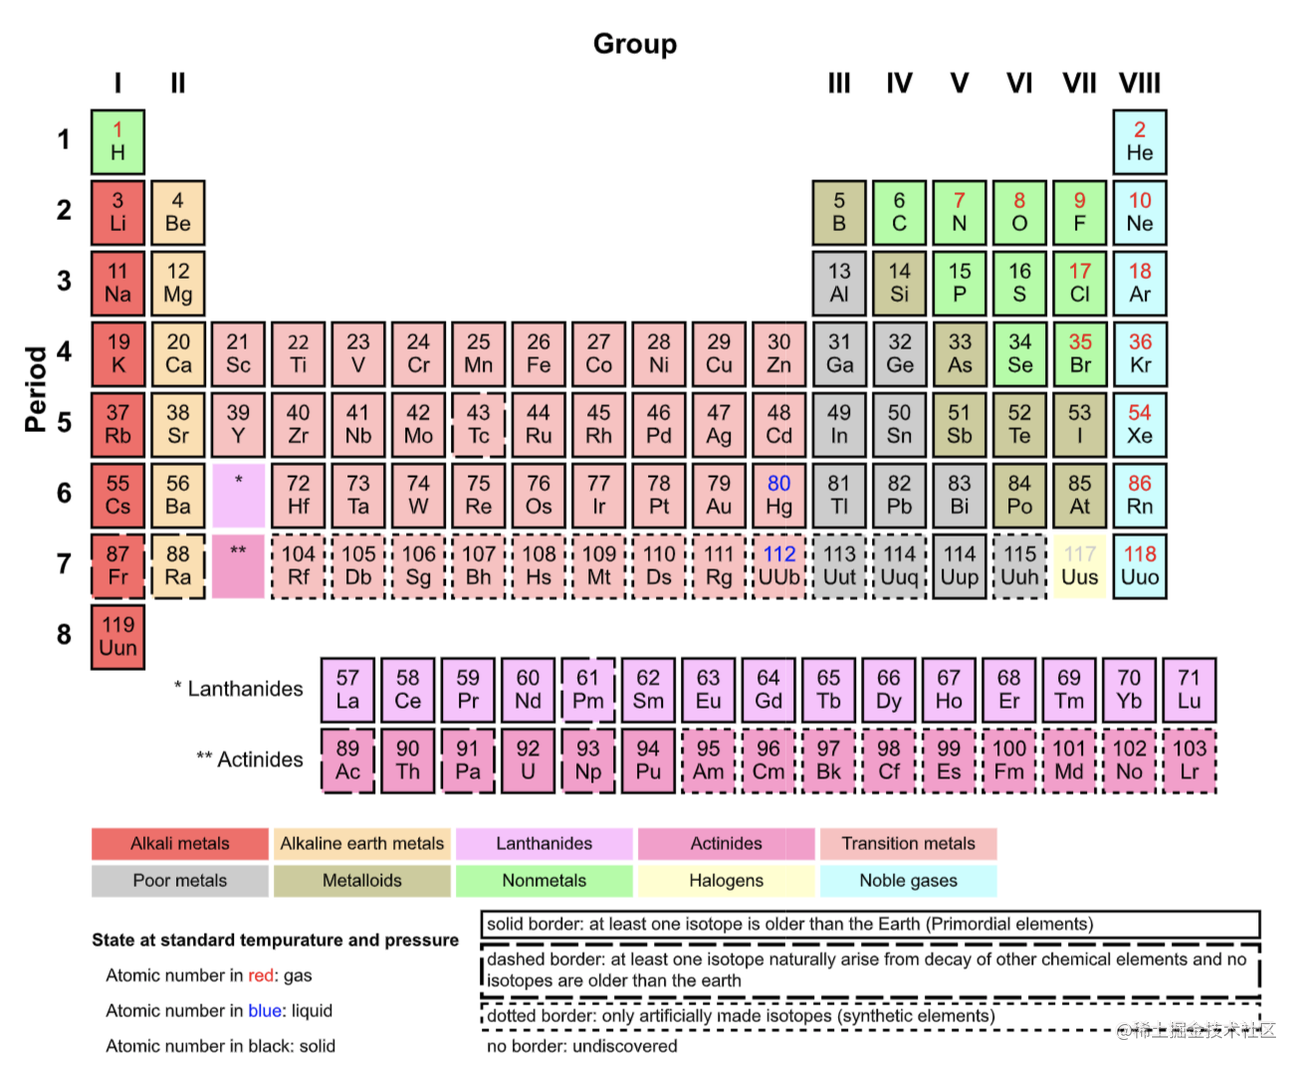 Group
I II III IV V VI VII VIII
Period
1
1 2
H He
2
3 4 5 6 7 8 9 10
Li Be B C N O F Ne
3
11 12 13 14 15 16 17 18
Na Mg Al Si P S Cl Ar
4
19 20 21 22 23 24 25 26 27 28 29 30 31 32 33 34 35 36
K Ca Sc Ti V Cr Mn Fe Co Ni Cu Zn Ga Ge As Se Br Kr
5
37 38 39 40 41 42 43 44 45 46 47 48 49 50 51 52 53 54
Rb Sr Y Zr Nb Mo Tc Ru Rh Pd Ag Cd In Sn Sb Te I Xe
6
55 56 * 72 73 74 75 76 77 78 79 80 81 82 83 84 85 86
Cs Ba Hf Ta W Re Os Ir Pt Au Hg Tl Pb Bi Po At Rn
7
87 88 ** 104 105 106 107 108 109 110 111 112 113 114 114 115 117 118
Fr Ra Rf Db Sg Bh Hs Mt Ds Rg UUb Uut Uuq Uup Uuh Uus Uuo
8
119
Uun
* Lanthanides
57 58 59 60 61 62 63 64 65 66 67 68 69 70 71
La Ce Pr Nd Pm Sm Eu Gd Tb Dy Ho Er Tm Yb Lu
** Actinides
89 90 91 92 93 94 95 96 97 98 99 100 101 102 103
Ac Th Pa U Np Pu Am Cm Bk Cf Es Fm Md No Lr
Alkali metals Alkaline earth metals Lanthanides Actinides Transition metals
Poor metals Metalloids Nonmetals Halogens Noble gases
State at standard tempurature and pressure
Atomic number in red: gas
Atomic number in blue: liquid
Atomic number in black: solid
solid border: at least one isotope is older than the Earth (Primordial elements)
dashed border: at least one isotope naturally arise from decay of other chemical elements and no
isotopes are older than the earth
dotted border: only artificially made isotopes (synthetic elements)
no border: undiscovered
@稀土掘金技术社区